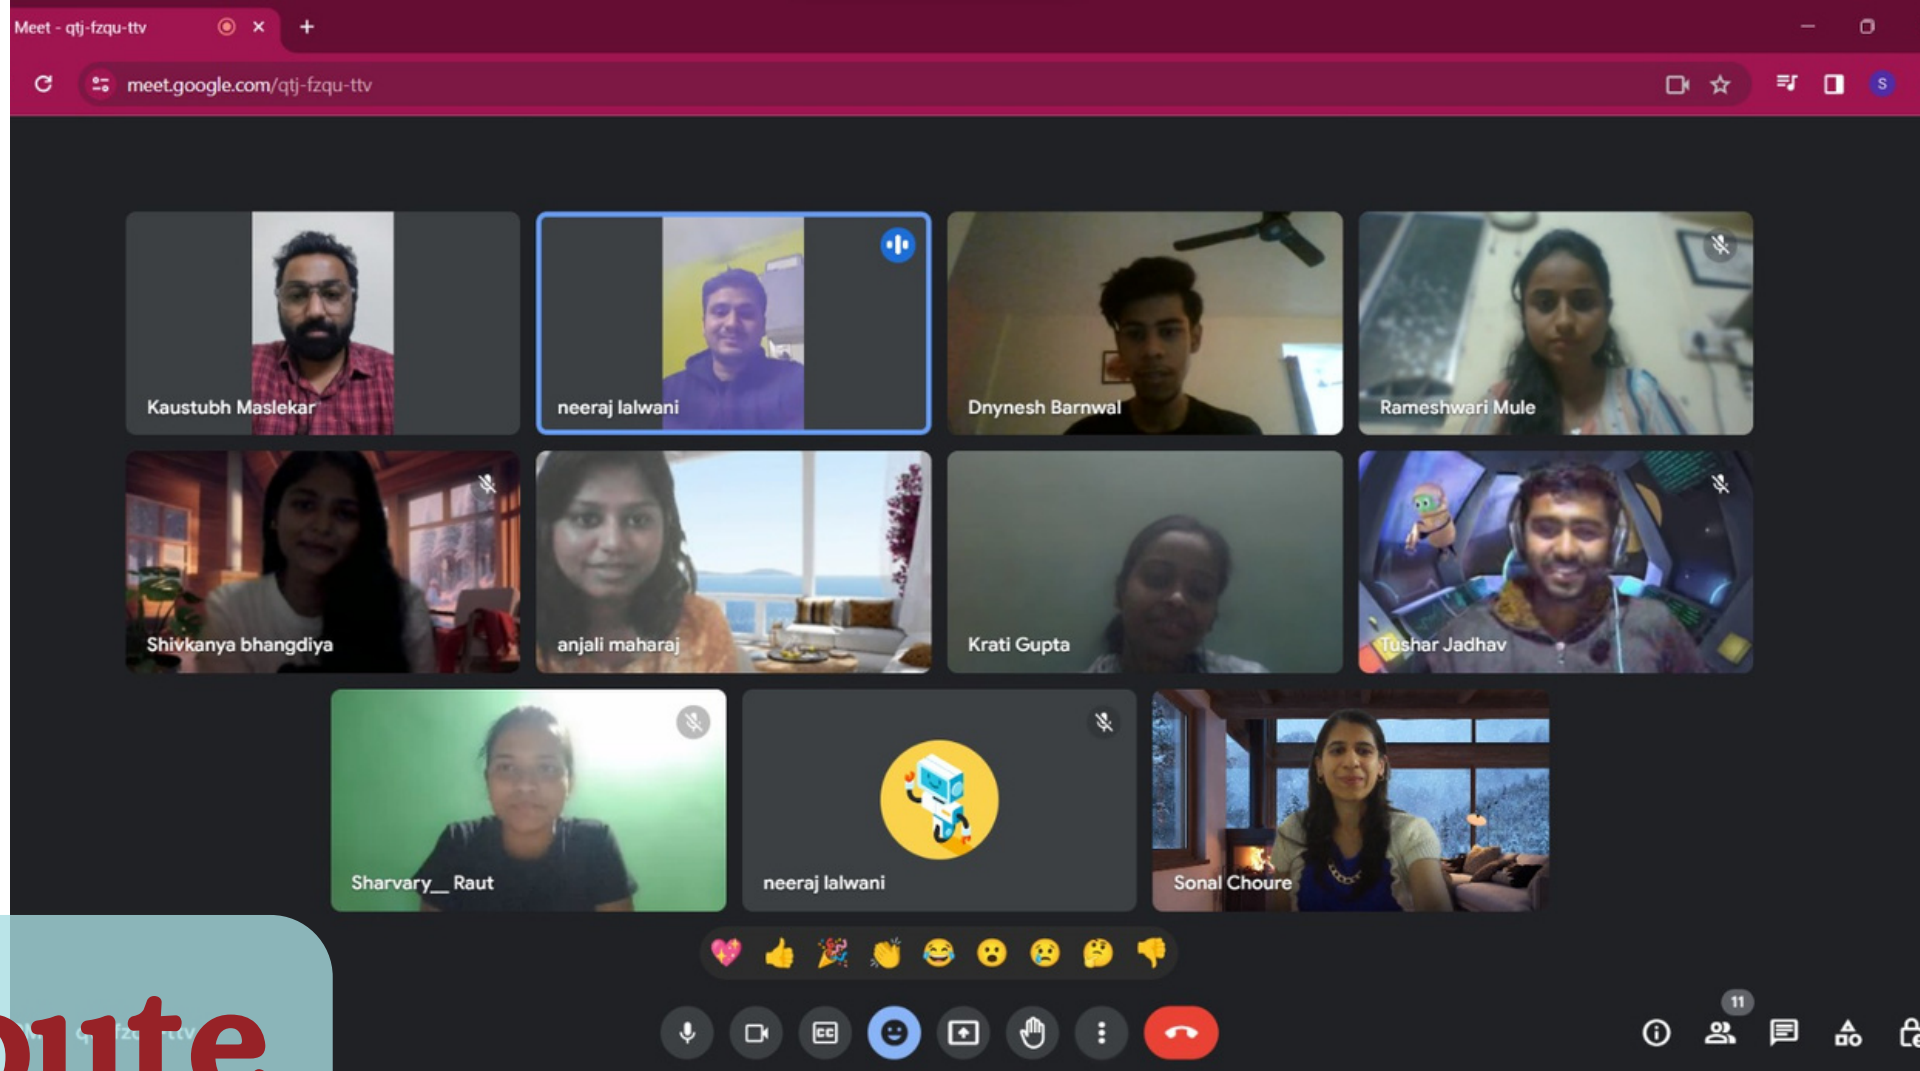 Meet - qtj-fzqu-ttv
meet.google.com/qtj-fzqu-ttv
S
Kaustubh Maslekar
neeraj lalwani
Dnynesh Barnwal
Rameshwari Mule
Shivkanya bhangdiya
anjali maharaj
Krati Gupta
Tushar Jadhav
Sharvary__ Raut
neeraj lalwani
Sonal Choure
CC
11